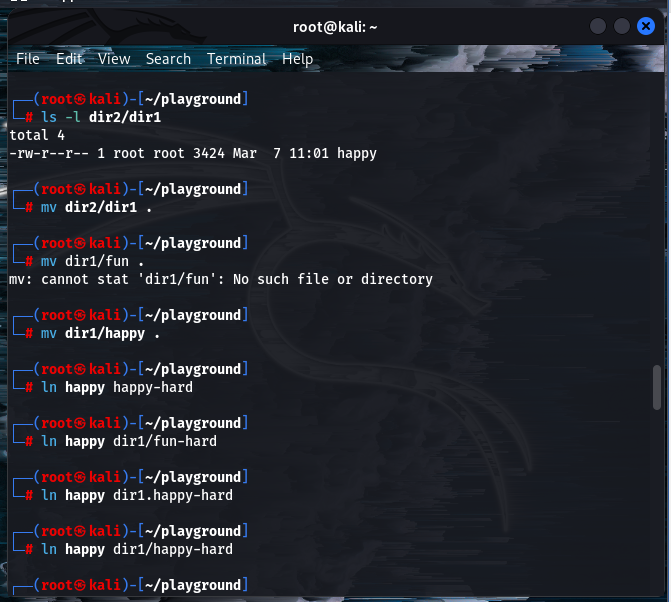 root@kali: ~
File Edit View Search Terminal Help
┌──(root㉿kali)-[~/playground]
└─# ls -l dir2/dir1
total 4
-rw-r--r-- 1 root root 3424 Mar  7 11:01 happy
┌──(root㉿kali)-[~/playground]
└─# mv dir2/dir1 .
┌──(root㉿kali)-[~/playground]
└─# mv dir1/fun .
mv: cannot stat 'dir1/fun': No such file or directory
┌──(root㉿kali)-[~/playground]
└─# mv dir1/happy .
┌──(root㉿kali)-[~/playground]
└─# ln happy happy-hard
┌──(root㉿kali)-[~/playground]
└─# ln happy dir1/fun-hard
┌──(root㉿kali)-[~/playground]
└─# ln happy dir1.happy-hard
┌──(root㉿kali)-[~/playground]
└─# ln happy dir1/happy-hard
┌──(root㉿kali)-[~/playground]